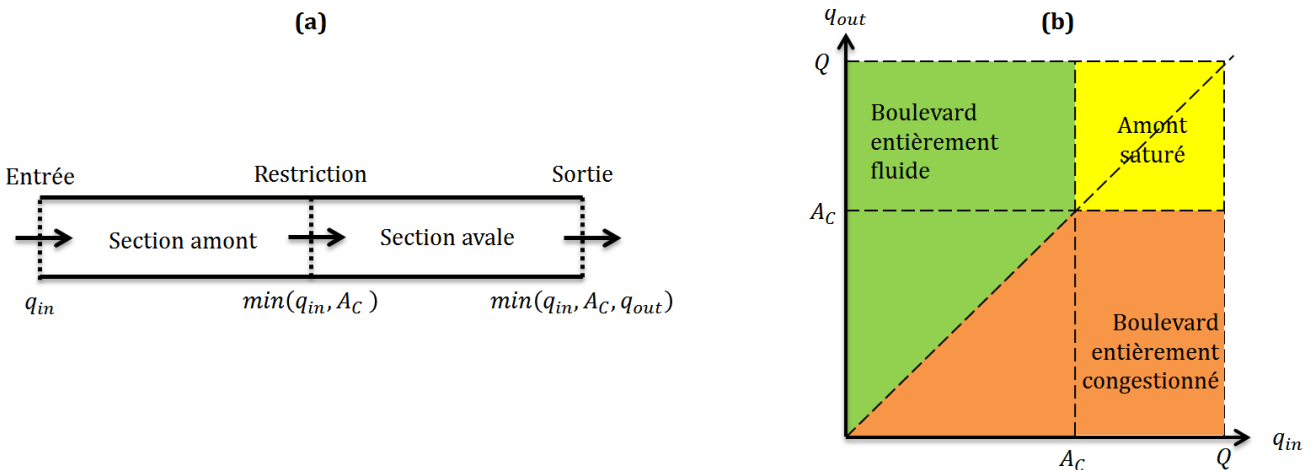 (a)
Entrée
Restriction
Sortie
Section amont
Section avale
q_in
min(q_in, A_C)
min(q_in, A_C, q_out)
(b)
q_out
Q
Boulevard
entièrement
fluide
Amont
saturé
A_C
Boulevard
entièrement
congestionné
A_C
Q
q_in